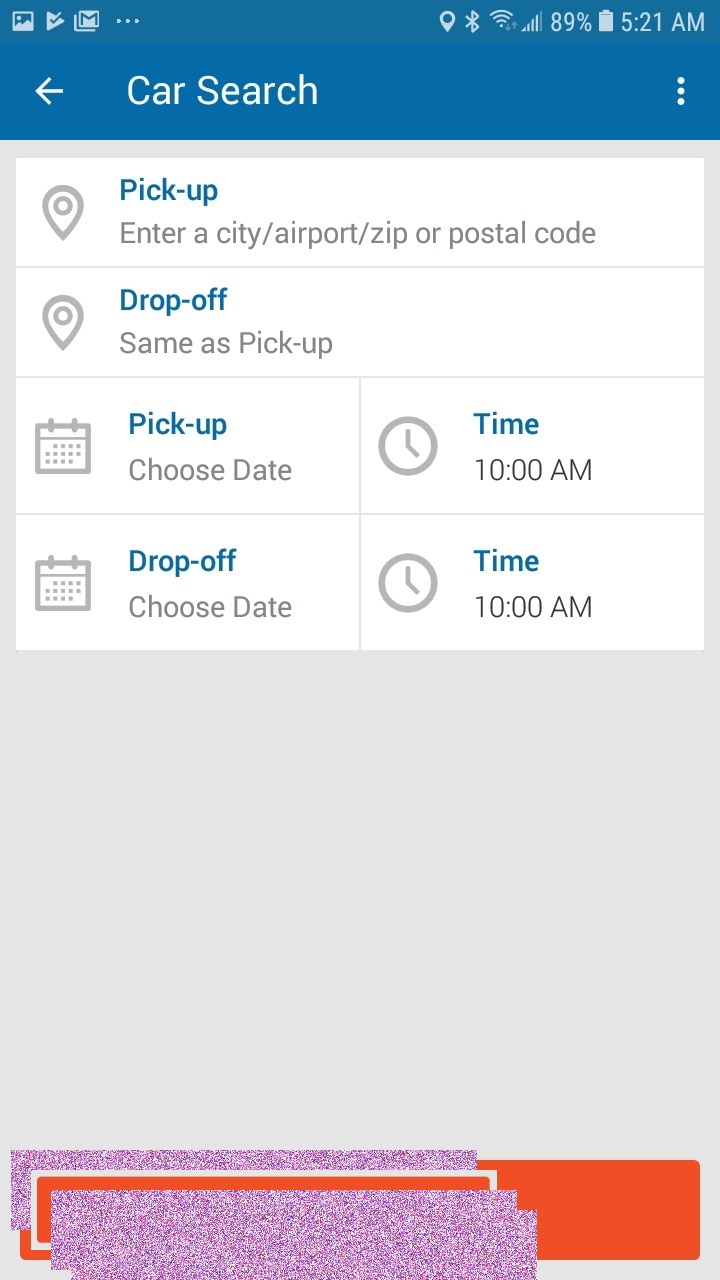 89% 5:21 AM
Car Search
Pick-up
Enter a city/airport/zip or postal code
Drop-off
Same as Pick-up
Pick-up
Choose Date
Time
10:00 AM
Drop-off
Choose Date
Time
10:00 AM